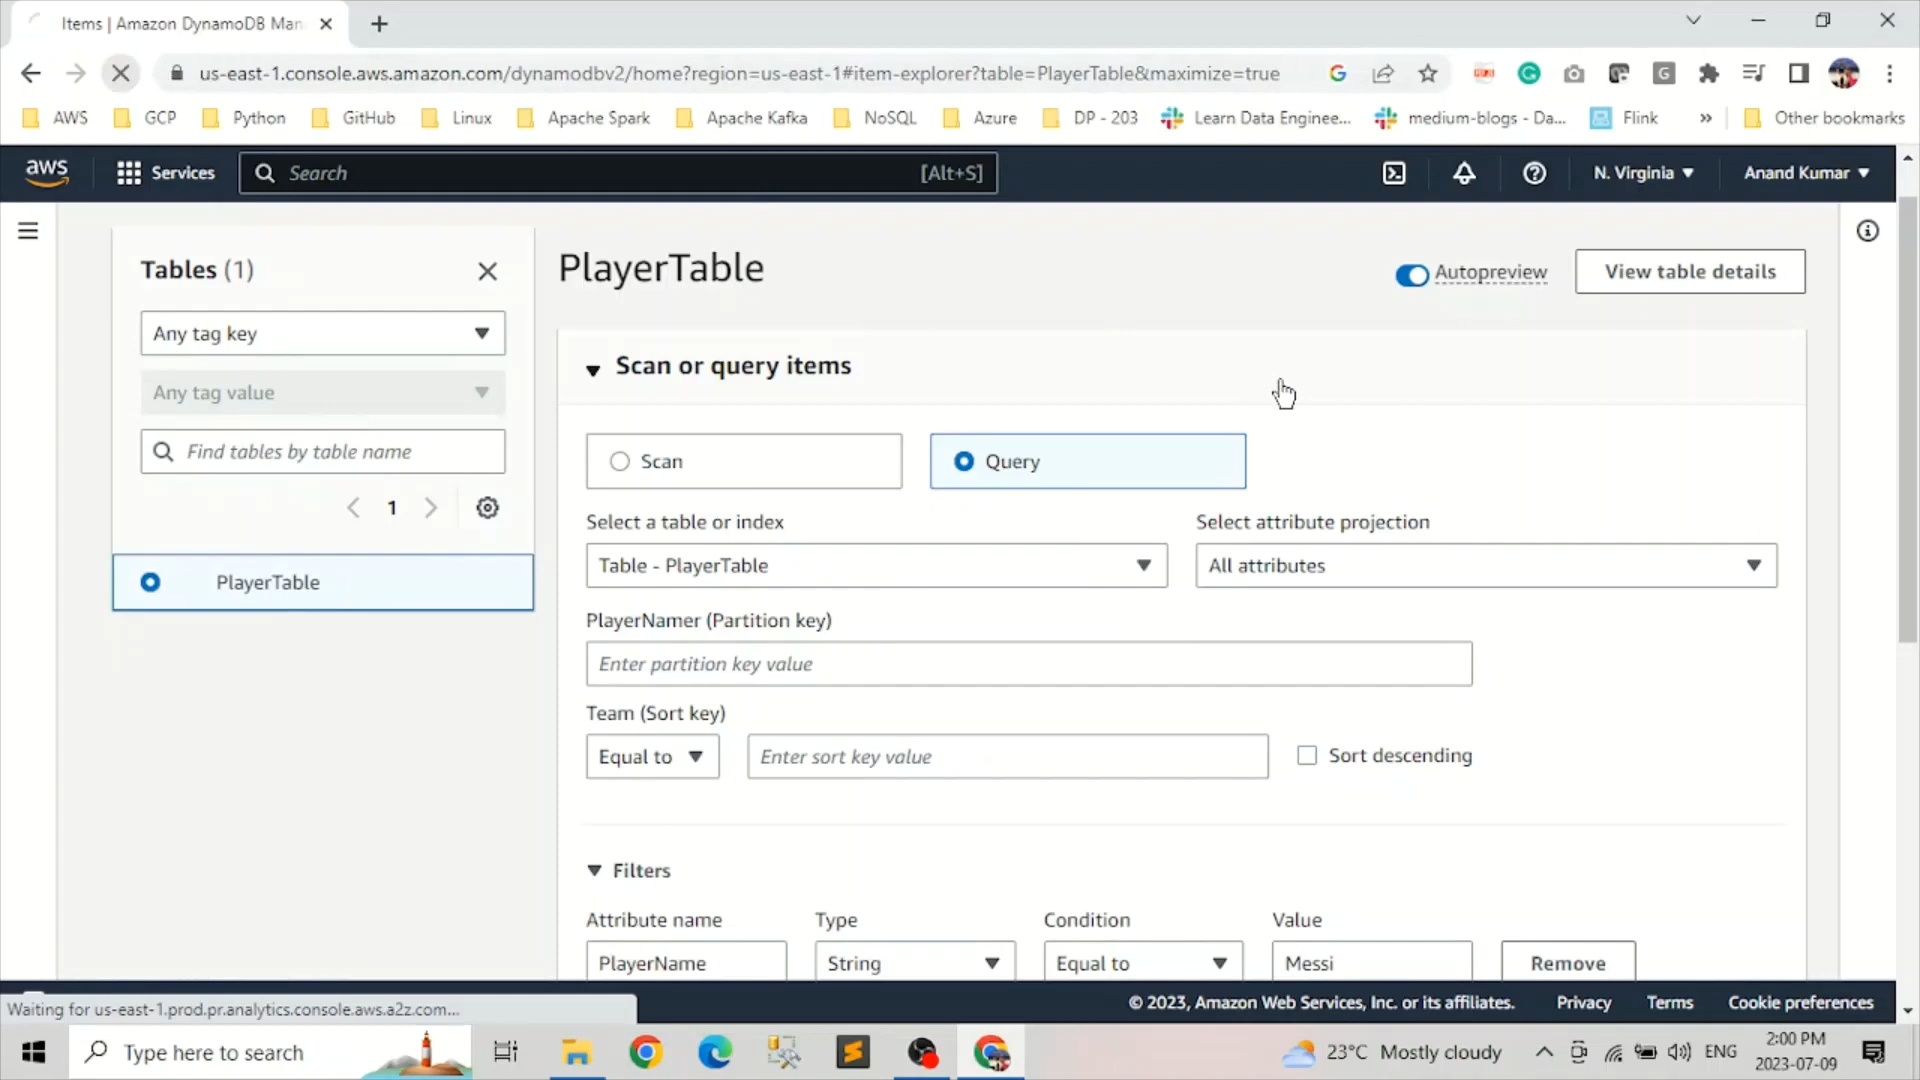 Items | Amazon DynamoDB Man
us-east-1.console.aws.amazon.com/dynamodbv2/home?region=us-east-1#item-explorer?table=PlayerTable&maximize=true
AWS GCP Python GitHub Linux Apache Spark Apache Kafka NoSQL Azure DP - 203 Learn Data Enginee... medium-blogs - Da... Flink » Other bookmarks
aws Services Search [Alt+S] N. Virginia Anand Kumar
Tables (1)
Any tag key
Any tag value
Find tables by table name
1
PlayerTable
PlayerTable
Autopreview
View table details
Scan or query items
Scan
Query
Select a table or index
Select attribute projection
Table - PlayerTable
All attributes
PlayerNamer (Partition key)
Enter partition key value
Team (Sort key)
Equal to
Enter sort key value
Sort descending
Filters
Attribute name Type Condition Value
PlayerName String Equal to Messi Remove
Waiting for us-east-1.prod.pr.analytics.console.aws.a2z.com...
© 2023, Amazon Web Services, Inc. or its affiliates. Privacy Terms Cookie preferences
Type here to search
23°C Mostly cloudy
ENG
2:00 PM
2023-07-09